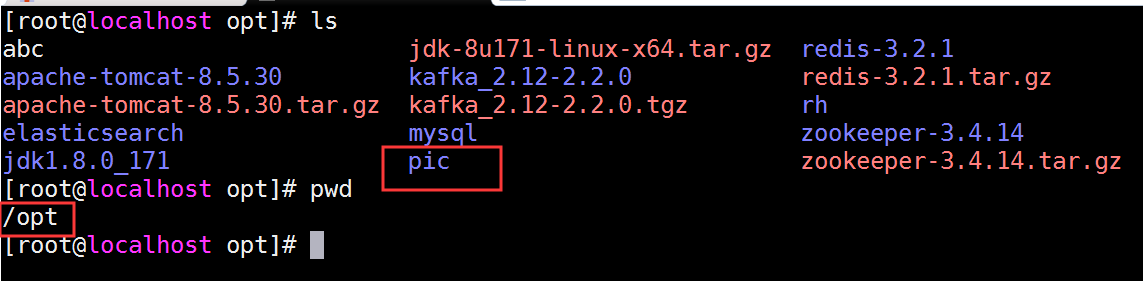 [root@localhost opt]# ls
abc jdk-8u171-linux-x64.tar.gz redis-3.2.1
apache-tomcat-8.5.30 kafka_2.12-2.2.0 redis-3.2.1.tar.gz
apache-tomcat-8.5.30.tar.gz kafka_2.12-2.2.0.tgz rh
elasticsearch mysql zookeeper-3.4.14
jdk1.8.0_171 pic zookeeper-3.4.14.tar.gz
[root@localhost opt]# pwd
/opt
[root@localhost opt]#